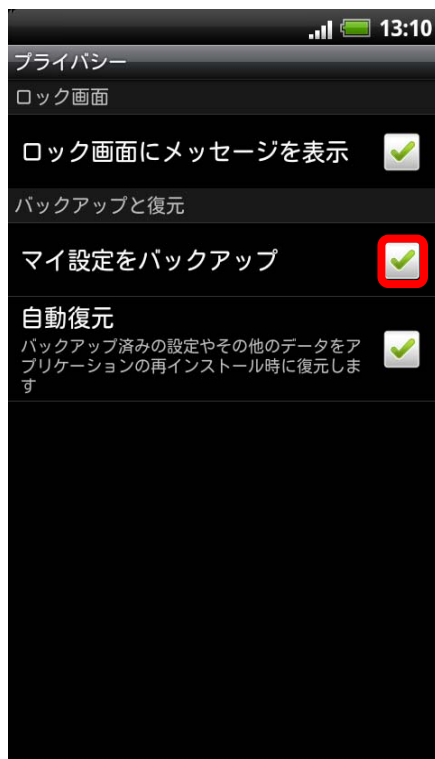 13:10
プライバシー
ロック画面
ロック画面にメッセージを表示
バックアップと復元
マイ設定をバックアップ
自動復元
バックアップ済みの設定やその他のデータをア
プリケーションの再インストール時に復元しま
す